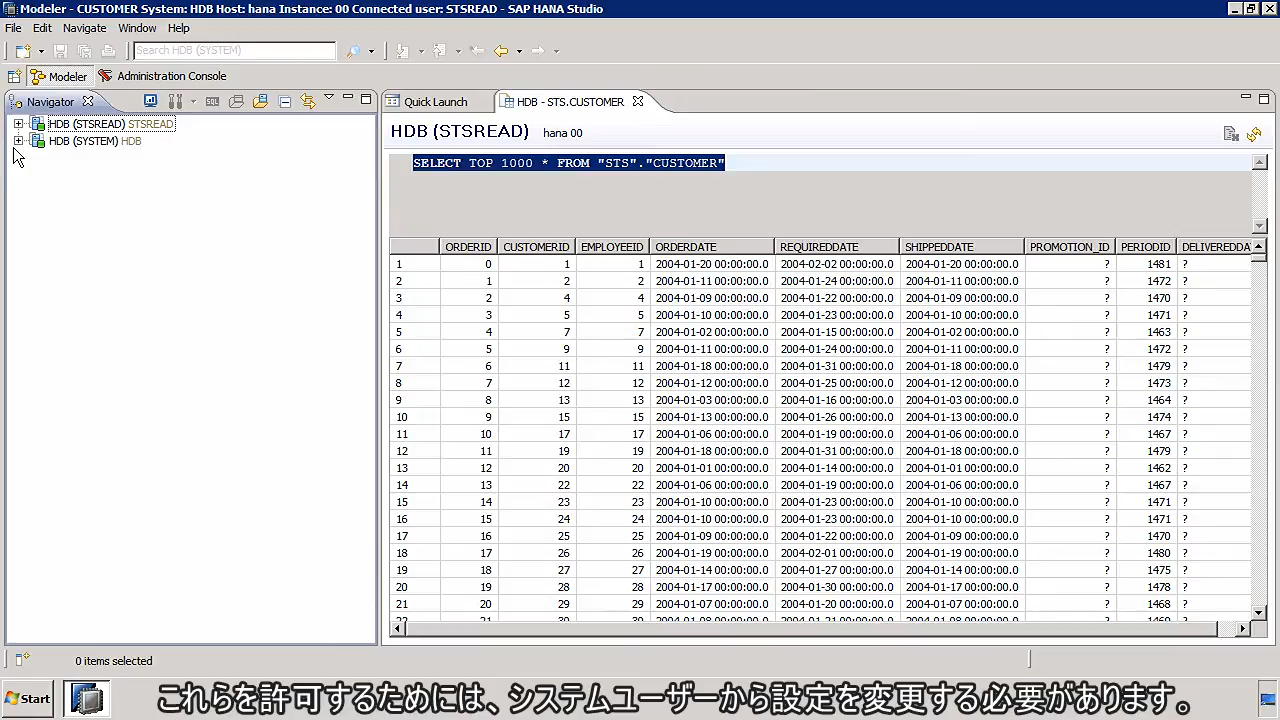 Modeler - CUSTOMER System: HDB Host: hana Instance: 00 Connected user: STSREAD - SAP HANA Studio
File Edit Navigate Window Help
Search HDB (SYSTEM)
Modeler Administration Console
Navigator
HDB (STSREAD) STSREAD
HDB (SYSTEM) HDB
Quick Launch HDB - STS.CUSTOMER
HDB (STSREAD) hana 00
SQL
SELECT TOP 1000 * FROM "STS"."CUSTOMER"
ORDERID CUSTOMERID EMPLOYEEID ORDERDATE REQUIREDDATE SHIPPEDDATE PROMOTION_ID PERIODID DELIVEREDDA
1 0 1 1 2004-01-20 00:00:00.0 2004-02-02 00:00:00.0 2004-01-20 00:00:00.0 ? 1481 ?
2 1 2 2 2004-01-11 00:00:00.0 2004-01-24 00:00:00.0 2004-01-11 00:00:00.0 ? 1472 ?
3 2 4 4 2004-01-09 00:00:00.0 2004-01-22 00:00:00.0 2004-01-09 00:00:00.0 ? 1470 ?
4 3 5 5 2004-01-10 00:00:00.0 2004-01-23 00:00:00.0 2004-01-10 00:00:00.0 ? 1471 ?
5 4 7 7 2004-01-02 00:00:00.0 2004-01-15 00:00:00.0 2004-01-02 00:00:00.0 ? 1463 ?
6 5 9 9 2004-01-11 00:00:00.0 2004-01-24 00:00:00.0 2004-01-11 00:00:00.0 ? 1472 ?
7 6 11 11 2004-01-18 00:00:00.0 2004-01-31 00:00:00.0 2004-01-18 00:00:00.0 ? 1479 ?
8 7 12 12 2004-01-12 00:00:00.0 2004-01-25 00:00:00.0 2004-01-12 00:00:00.0 ? 1473 ?
9 8 13 13 2004-01-03 00:00:00.0 2004-01-16 00:00:00.0 2004-01-03 00:00:00.0 ? 1464 ?
10 9 15 15 2004-01-13 00:00:00.0 2004-01-26 00:00:00.0 2004-01-13 00:00:00.0 ? 1474 ?
11 10 17 17 2004-01-06 00:00:00.0 2004-01-19 00:00:00.0 2004-01-06 00:00:00.0 ? 1467 ?
12 11 19 19 2004-01-18 00:00:00.0 2004-01-31 00:00:00.0 2004-01-18 00:00:00.0 ? 1479 ?
13 12 20 20 2004-01-01 00:00:00.0 2004-01-14 00:00:00.0 2004-01-01 00:00:00.0 ? 1462 ?
14 13 22 22 2004-01-06 00:00:00.0 2004-01-19 00:00:00.0 2004-01-06 00:00:00.0 ? 1467 ?
15 14 23 23 2004-01-10 00:00:00.0 2004-01-23 00:00:00.0 2004-01-10 00:00:00.0 ? 1471 ?
16 15 24 24 2004-01-10 00:00:00.0 2004-01-23 00:00:00.0 2004-01-10 00:00:00.0 ? 1471 ?
17 16 25 25 2004-01-09 00:00:00.0 2004-01-22 00:00:00.0 2004-01-09 00:00:00.0 ? 1470 ?
18 17 26 26 2004-01-19 00:00:00.0 2004-02-01 00:00:00.0 2004-01-19 00:00:00.0 ? 1480 ?
19 18 27 27 2004-01-14 00:00:00.0 2004-01-27 00:00:00.0 2004-01-14 00:00:00.0 ? 1475 ?
20 19 28 28 2004-01-17 00:00:00.0 2004-01-30 00:00:00.0 2004-01-17 00:00:00.0 ? 1478 ?
21 20 29 29 2004-01-07 00:00:00.0 2004-01-20 00:00:00.0 2004-01-07 00:00:00.0 ? 1468 ?
0 items selected
Start
これらを許可するためには、システムユーザーから設定を変更する必要があります。